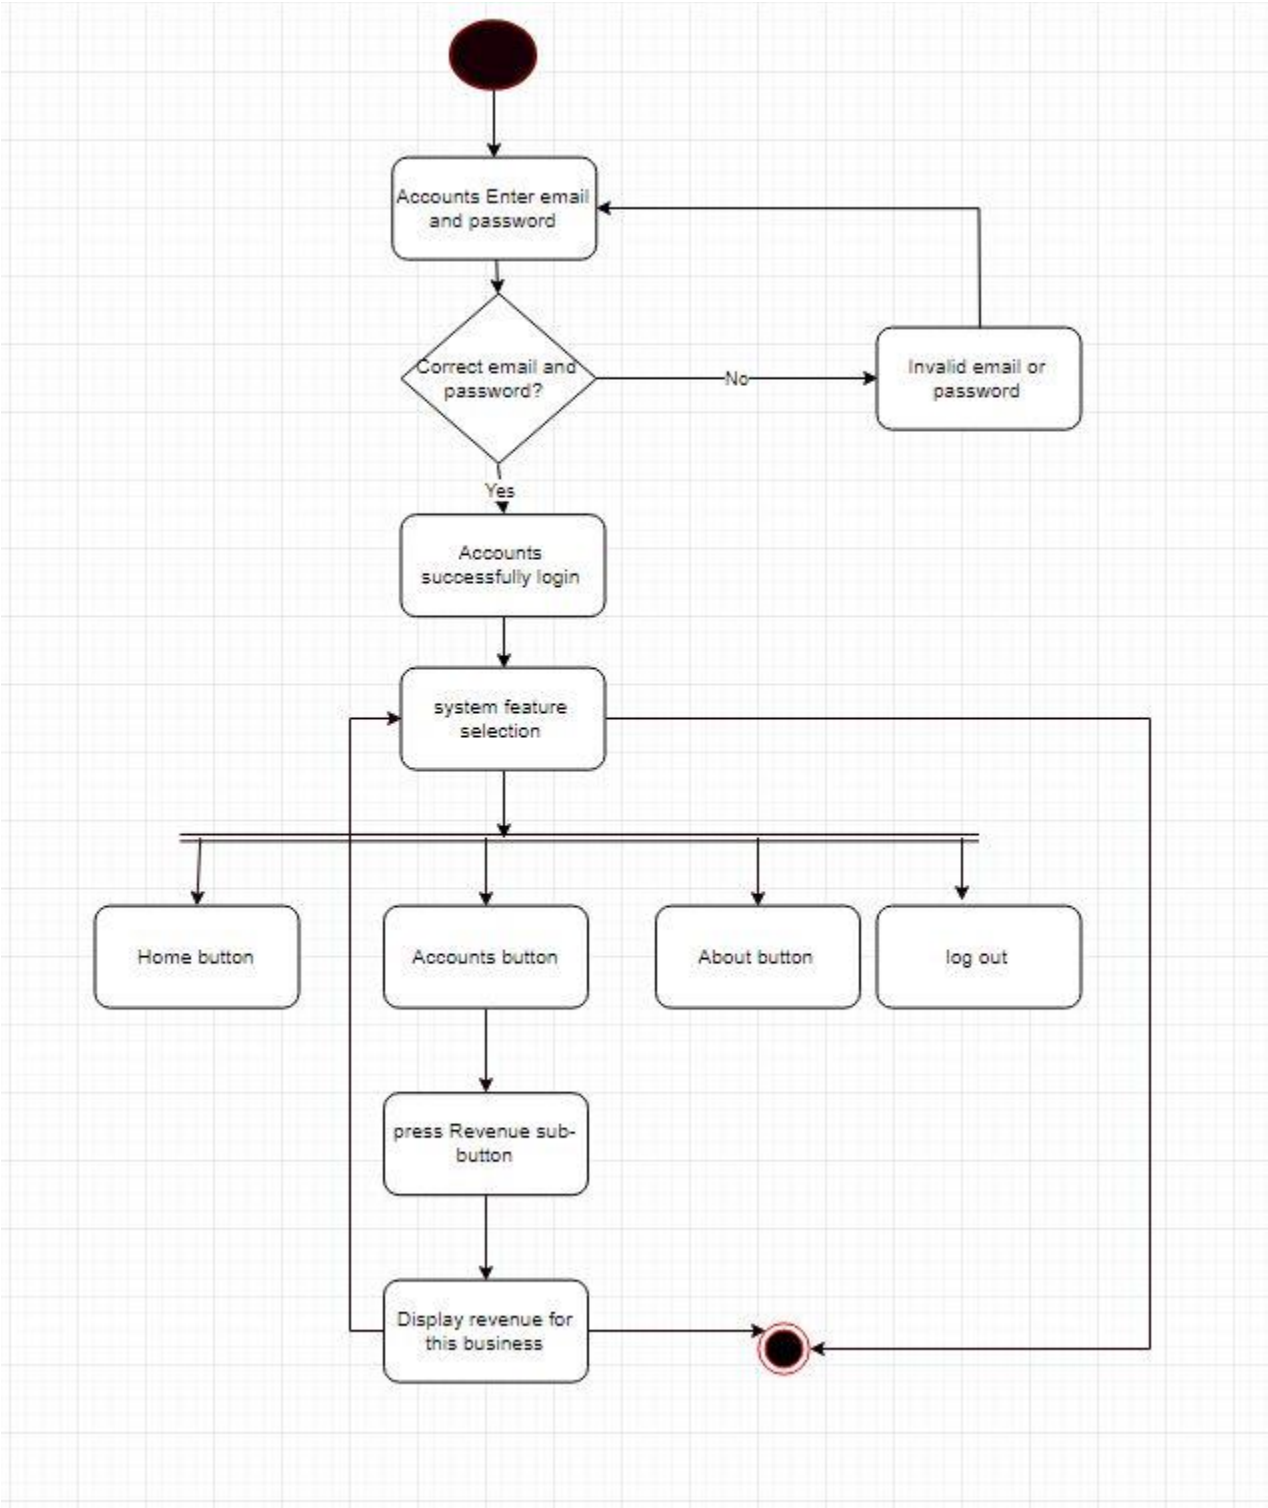 Accounts Enter email
and password
Correct email and
password?
No
Invalid email or
password
Yes
Accounts
successfully login
system feature
selection
Home button
Accounts button
About button
log out
press Revenue sub-
button
Display revenue for
this business